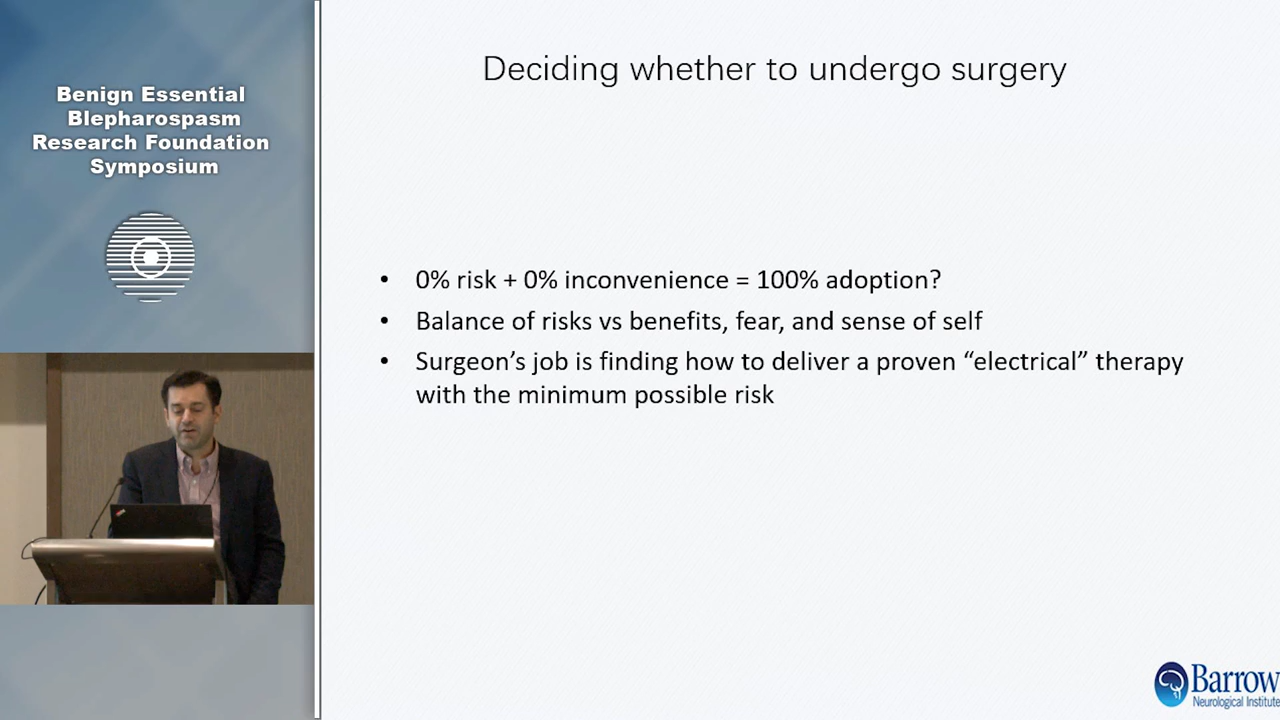 Benign Essential
Blepharospasm
Research Foundation
Symposium
Deciding whether to undergo surgery
• 0% risk + 0% inconvenience = 100% adoption?
• Balance of risks vs benefits, fear, and sense of self
• Surgeon’s job is finding how to deliver a proven “electrical” therapy
with the minimum possible risk
Barrow
Neurological Institute